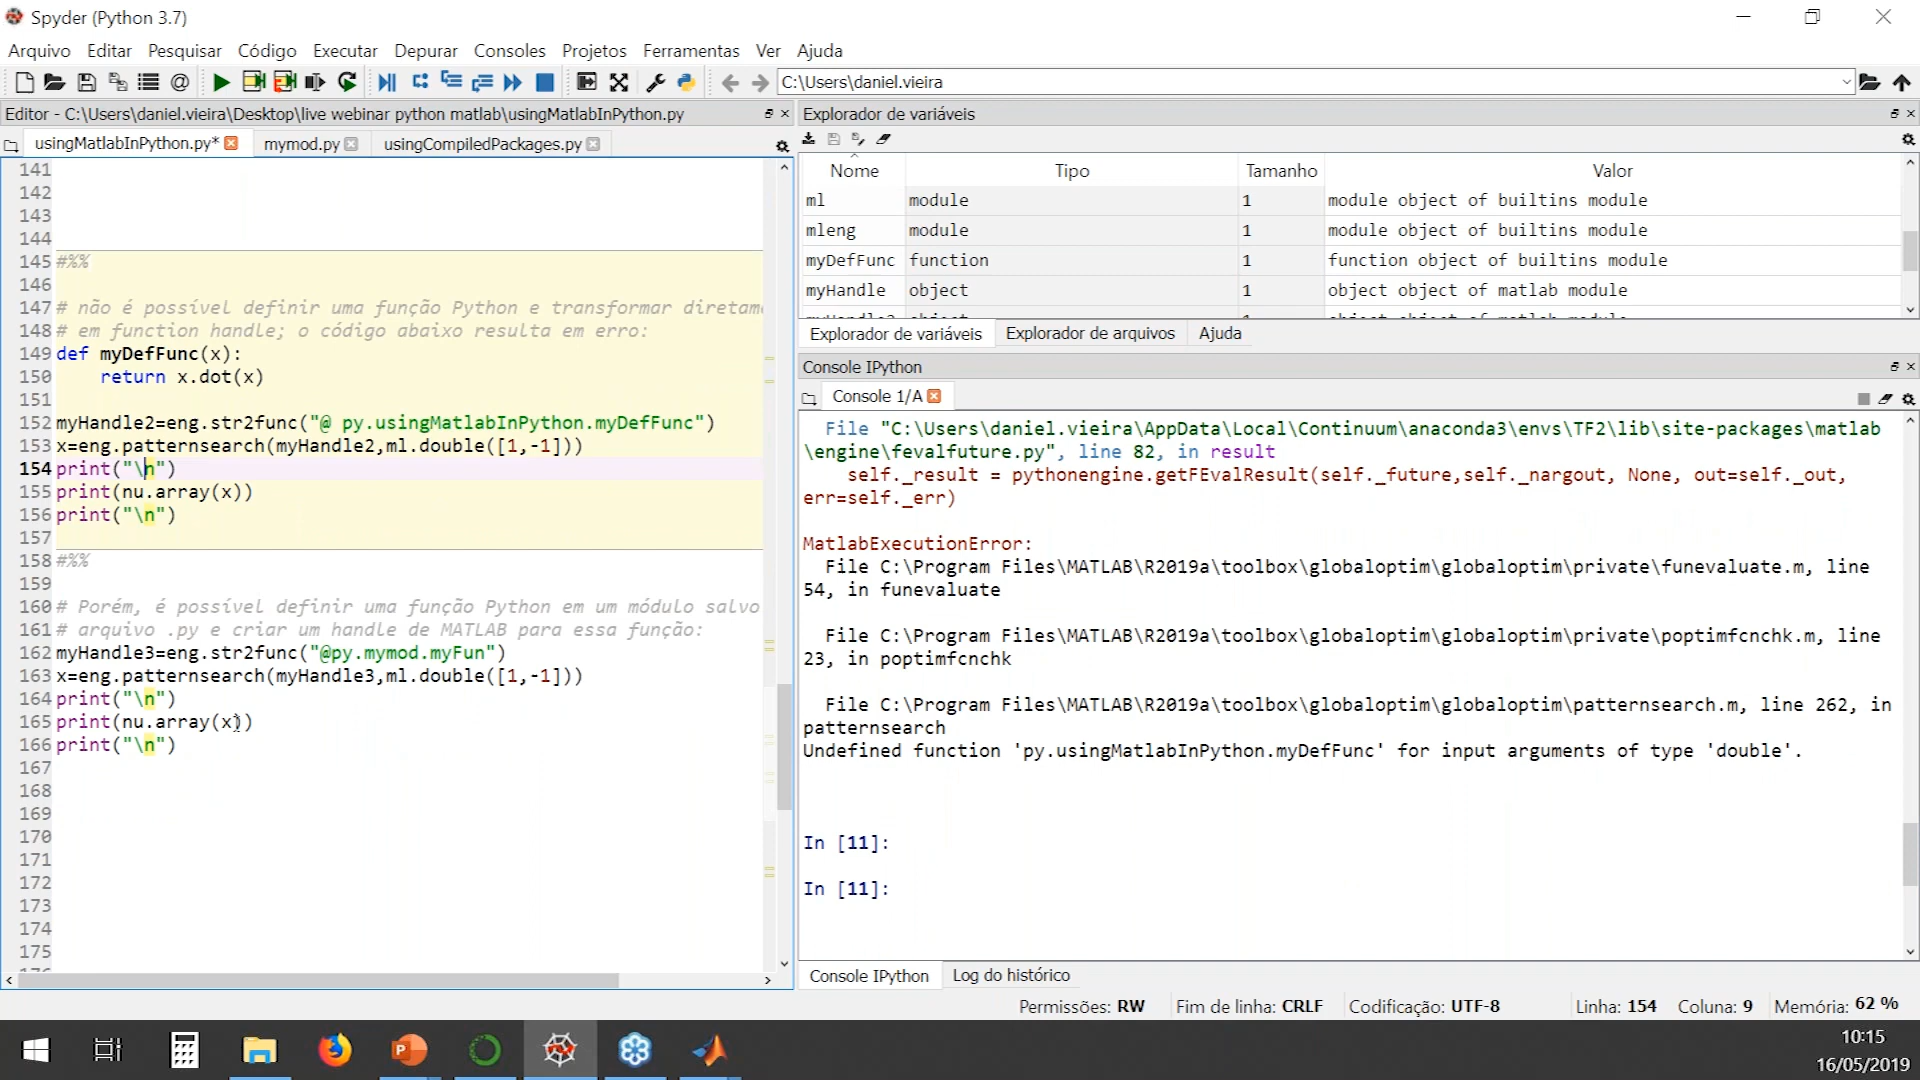 Spyder (Python 3.7)
Arquivo Editar Pesquisar Código Executar Depurar Consoles Projetos Ferramentas Ver Ajuda
C:\Users\daniel.vieira
Editor - C:\Users\daniel.vieira\Desktop\live webinar python matlab\usingMatlabInPython.py
usingMatlabInPython.py* mymod.py usingCompiledPackages.py
141
142
143
144
145 #%%
146
147 # não é possível definir uma função Python e transformar diretam
148 # em function handle; o código abaixo resulta em erro:
149 def myDefFunc(x):
150 return x.dot(x)
151
152 myHandle2=eng.str2func("@ py.usingMatlabInPython.myDefFunc")
153 x=eng.patternsearch(myHandle2,ml.double([1,-1]))
154 print("\n")
155 print(nu.array(x))
156 print("\n")
157
158 #%%
159
160 # Porém, é possível definir uma função Python em um módulo salvo
161 # arquivo .py e criar um handle de MATLAB para essa função:
162 myHandle3=eng.str2func("@py.mymod.myFun")
163 x=eng.patternsearch(myHandle3,ml.double([1,-1]))
164 print("\n")
165 print(nu.array(x))
166 print("\n")
167
168
169
170
171
172
173
174
175
Explorador de variáveis
Nome Tipo Tamanho Valor
ml module 1 module object of builtins module
mleng module 1 module object of builtins module
myDefFunc function 1 function object of builtins module
myHandle object 1 object object of matlab module
Explorador de variáveis Explorador de arquivos Ajuda
Console IPython
Console 1/A
File "C:\Users\daniel.vieira\AppData\Local\Continuum\anaconda3\envs\TF2\lib\site-packages\matlab
\engine\fevalfuture.py", line 82, in result
self._result = pythonengine.getFEvalResult(self._future,self._nargout, None, out=self._out,
err=self._err)
MatlabExecutionError:
File C:\Program Files\MATLAB\R2019a\toolbox\globaloptim\globaloptim\private\funevaluate.m, line
54, in funevaluate
File C:\Program Files\MATLAB\R2019a\toolbox\globaloptim\globaloptim\private\poptimfcnchk.m, line
23, in poptimfcnchk
File C:\Program Files\MATLAB\R2019a\toolbox\globaloptim\globaloptim\patternsearch.m, line 262, in
patternsearch
Undefined function 'py.usingMatlabInPython.myDefFunc' for input arguments of type 'double'.
In [11]:
In [11]:
Console IPython Log do histórico
Permissões: RW Fim de linha: CRLF Codificação: UTF-8 Linha: 154 Coluna: 9 Memória: 62 %
10:15
16/05/2019